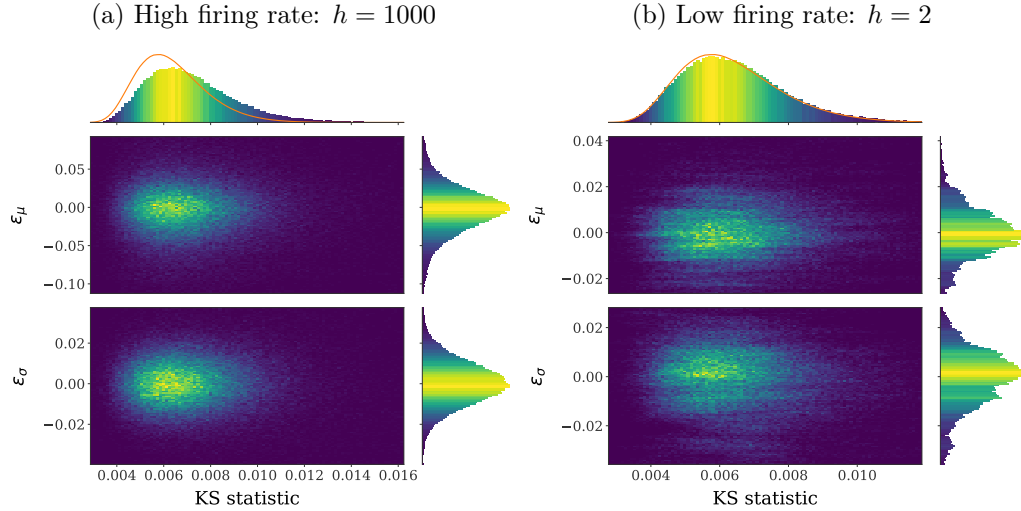 (a) High firing rate: h = 1000
(b) Low firing rate: h = 2
0.05
0.00
−0.05
−0.10
ε_μ
0.04
0.02
0.00
−0.02
ε_μ
0.02
0.00
−0.02
ε_σ
0.02
0.00
−0.02
ε_σ
0.004 0.006 0.008 0.010 0.012 0.014 0.016
KS statistic
0.004 0.006 0.008 0.010
KS statistic